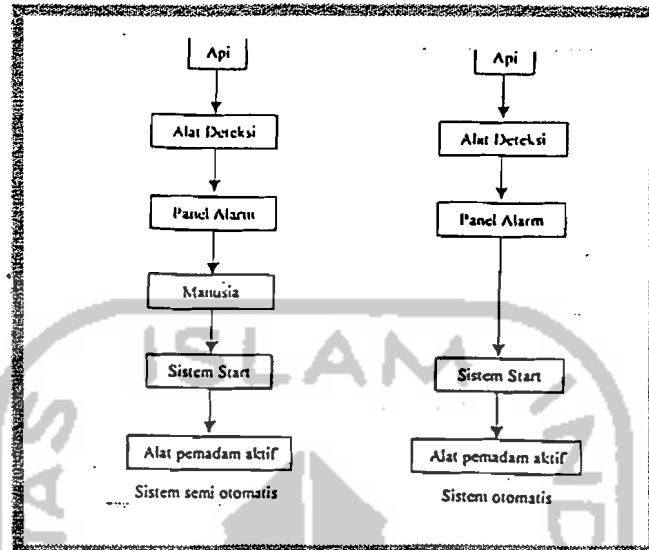 Api
Alat Deteksi
Panel Alarm
Manusia
Sistem Start
Alat pemadam aktif
Sistem semi otomatis
Api
Alat Deteksi
Panel Alarm
Sistem Start
Alat pemadam aktif
Sistem otomatis
ISLAM